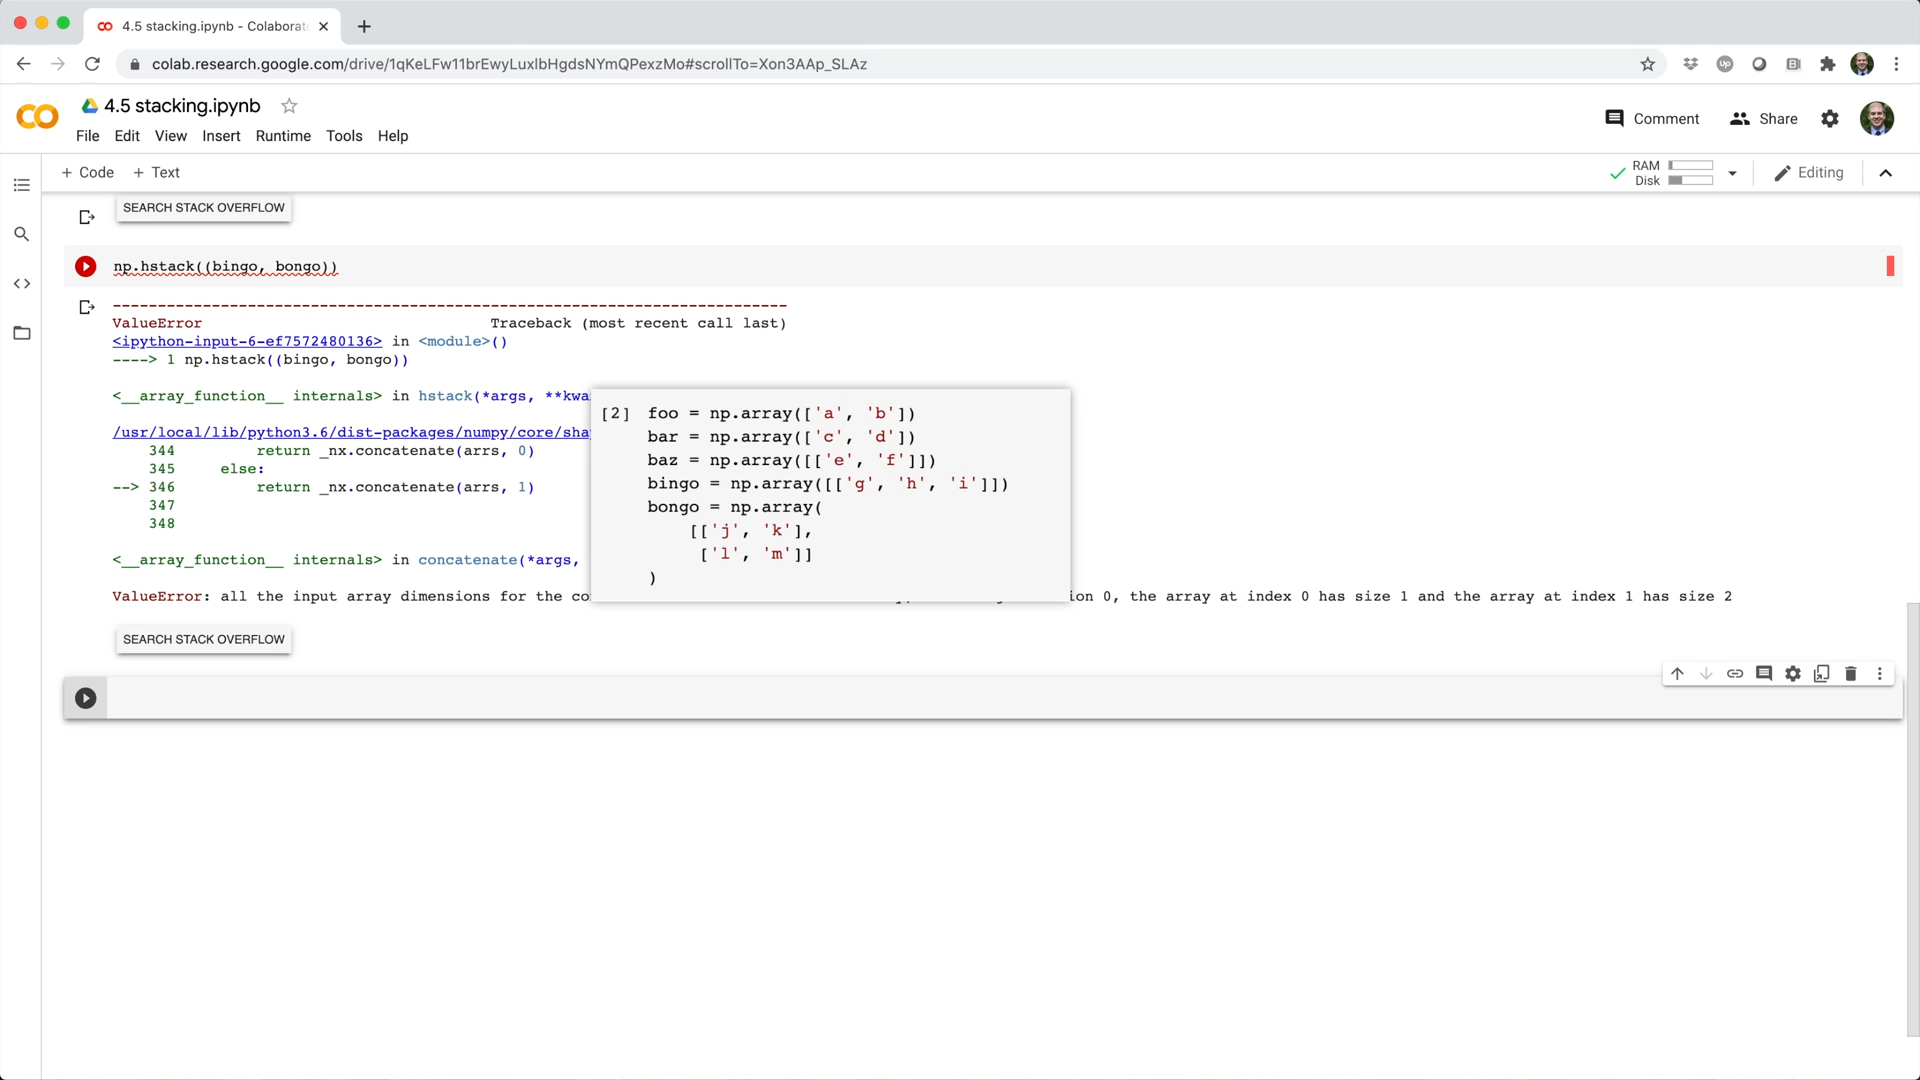 4.5 stacking.ipynb - Colaborat
colab.research.google.com/drive/1qKeLFw11brEwyLuxlbHgdsNYmQPexzMo#scrollTo=Xon3AAp_SLAz
4.5 stacking.ipynb
File Edit View Insert Runtime Tools Help
Comment
Share
+ Code + Text
RAM
Disk
Editing
SEARCH STACK OVERFLOW
np.hstack((bingo, bongo))
---------------------------------------------------------------------------
ValueError Traceback (most recent call last)
<ipython-input-6-ef7572480136> in <module>()
----> 1 np.hstack((bingo, bongo))
<__array_function__ internals> in hstack(*args, **kwa
/usr/local/lib/python3.6/dist-packages/numpy/core/sha
344 return _nx.concatenate(arrs, 0)
345 else:
--> 346 return _nx.concatenate(arrs, 1)
347
348
<__array_function__ internals> in concatenate(*args,
ValueError: all the input array dimensions for the co
ion 0, the array at index 0 has size 1 and the array at index 1 has size 2
[2] foo = np.array(['a', 'b'])
bar = np.array(['c', 'd'])
baz = np.array([['e', 'f']])
bingo = np.array([['g', 'h', 'i']])
bongo = np.array(
[['j', 'k'],
['l', 'm']]
)
SEARCH STACK OVERFLOW